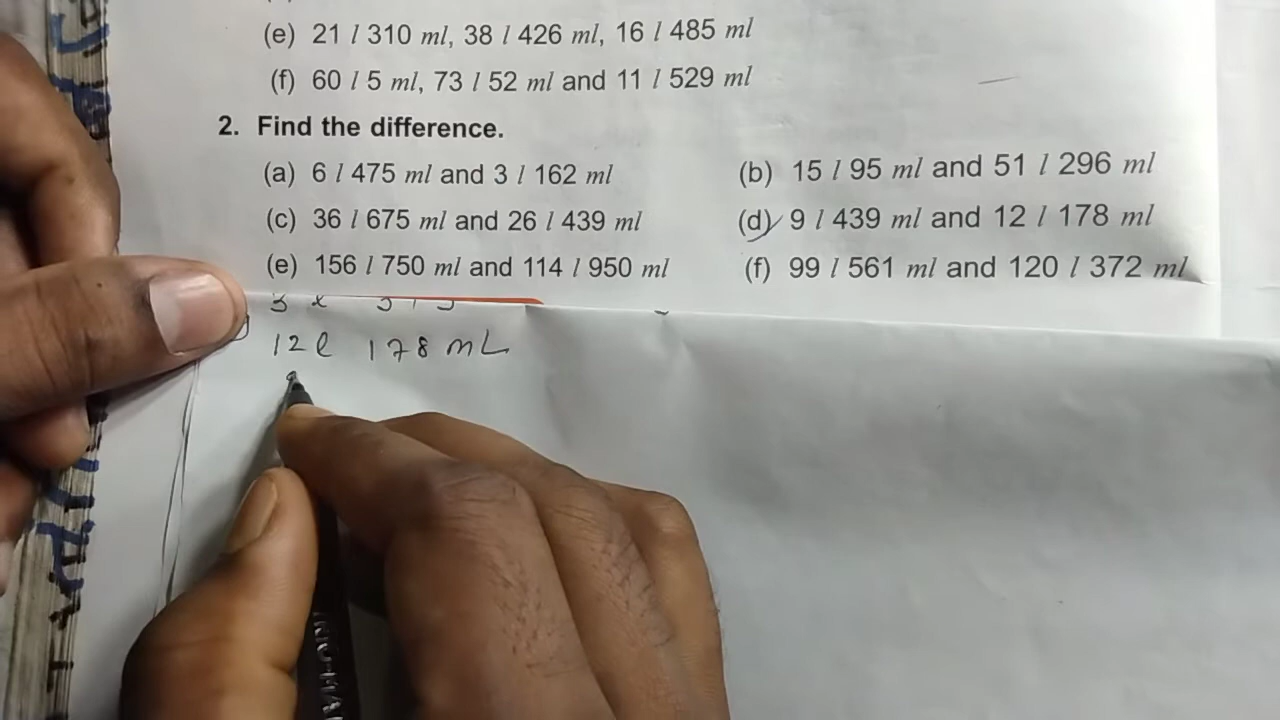 (e) 21 l 310 ml, 38 l 426 ml, 16 l 485 ml
(f) 60 l 5 ml, 73 l 52 ml and 11 l 529 ml
2. Find the difference.
(a) 6 l 475 ml and 3 l 162 ml
(b) 15 l 95 ml and 51 l 296 ml
(c) 36 l 675 ml and 26 l 439 ml
(d) 9 l 439 ml and 12 l 178 ml
(e) 156 l 750 ml and 114 l 950 ml
(f) 99 l 561 ml and 120 l 372 ml
12 l 178 mL